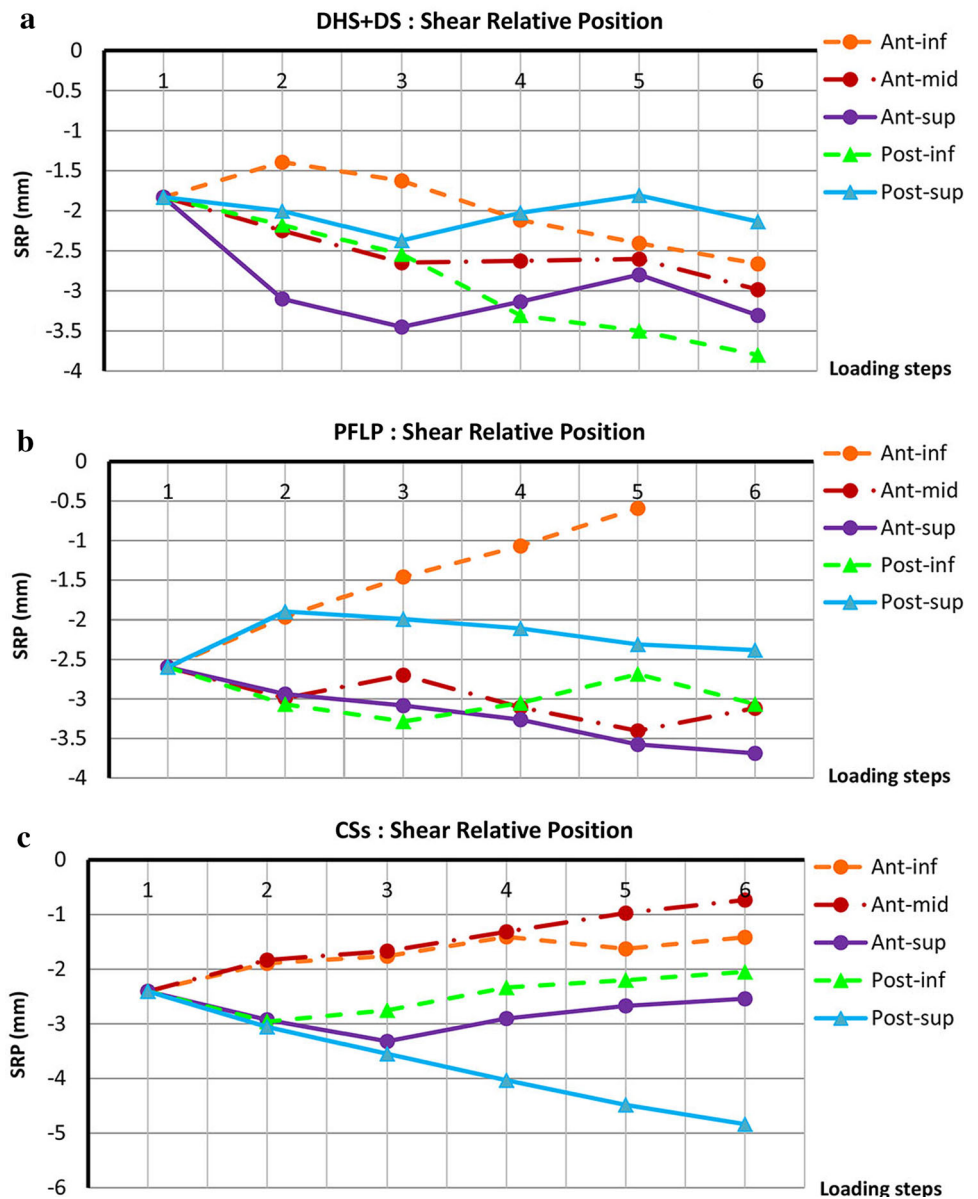 a
DHS+DS : Shear Relative Position
0
-0.5
-1
-1.5
-2
-2.5
-3
-3.5
-4
SRP (mm)
1 2 3 4 5 6
Loading steps
Ant-inf
Ant-mid
Ant-sup
Post-inf
Post-sup
b
PFLP : Shear Relative Position
0
-0.5
-1
-1.5
-2
-2.5
-3
-3.5
-4
SRP (mm)
1 2 3 4 5 6
Loading steps
Ant-inf
Ant-mid
Ant-sup
Post-inf
Post-sup
c
CSs : Shear Relative Position
0
-1
-2
-3
-4
-5
-6
SRP (mm)
1 2 3 4 5 6
Loading steps
Ant-inf
Ant-mid
Ant-sup
Post-inf
Post-sup